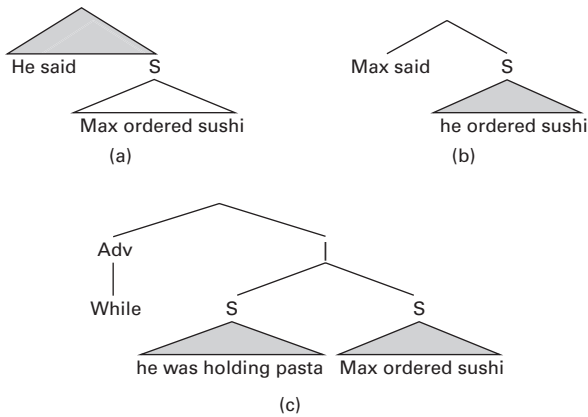 He said S
Max ordered sushi
(a)
Max said S
he ordered sushi
(b)
Adv
While
S S
he was holding pasta Max ordered sushi
(c)